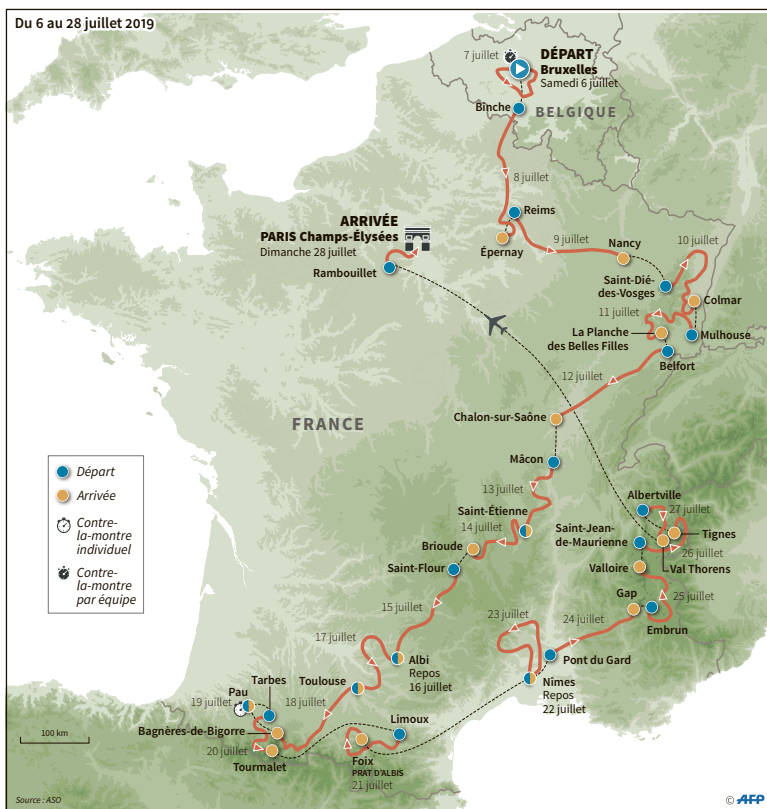 Du 6 au 28 juillet 2019
7 juillet
DÉPART
Bruxelles
Samedi 6 juillet
Binche
BELGIQUE
8 juillet
Reims
ARRIVÉE
PARIS Champs-Élysées
Dimanche 28 juillet
Rambouillet
Épernay
9 juillet
Nancy
10 juillet
Saint-Dié-
des-Vosges
Colmar
11 juillet
La Planche
des Belles Filles
Mulhouse
Belfort
12 juillet
FRANCE
Chalon-sur-Saône
Mâcon
Départ
Arrivée
Contre-
la-montre
individuel
Contre-
la-montre
par équipe
13 juillet
Saint-Étienne
14 juillet
Brioude
Saint-Flour
Albertville
27 juillet
Saint-Jean-
de-Maurienne
Tignes
26 juillet
Val Thorens
Valloire
Gap
25 juillet
Embrun
15 juillet
23 juillet
24 juillet
17 juillet
Albi
Repos
16 juillet
Pont du Gard
Toulouse
Nîmes
Repos
22 juillet
Tarbes
Pau
19 juillet
18 juillet
Bagnères-de-Bigorre
Limoux
20 juillet
Tourmalet
Foix
PRAT D'ALBIS
21 juillet
100 km
Source : ASO
© AFP